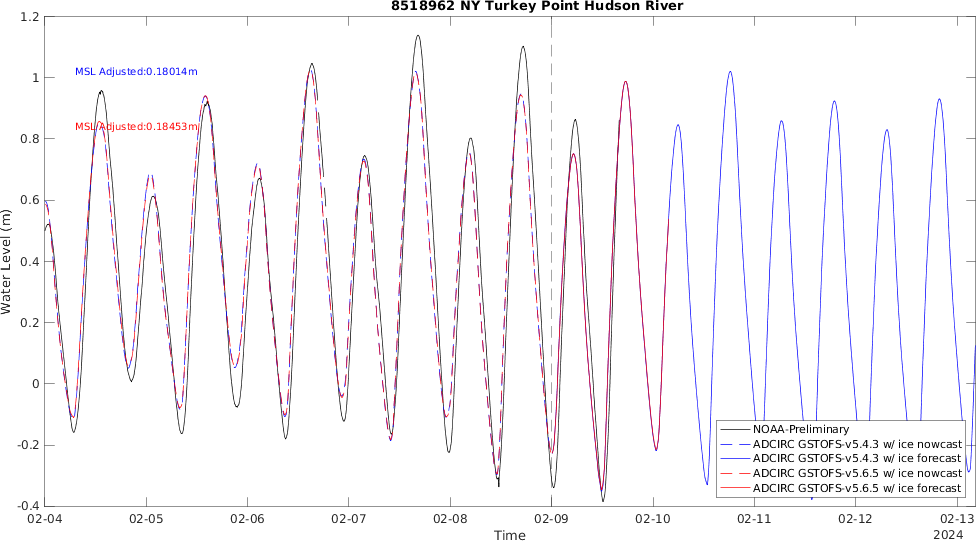 8518962 NY Turkey Point Hudson River
1.2
1
0.8
0.6
0.4
0.2
0
-0.2
-0.4
Water Level (m)
MSL Adjusted:0.18014m
MSL Adjusted:0.18453m
NOAA-Preliminary
ADCIRC GSTOFS-v5.4.3 w/ ice nowcast
ADCIRC GSTOFS-v5.4.3 w/ ice forecast
ADCIRC GSTOFS-v5.6.5 w/ ice nowcast
ADCIRC GSTOFS-v5.6.5 w/ ice forecast
02-04 02-05 02-06 02-07 02-08 02-09 02-10 02-11 02-12 02-13
Time
2024